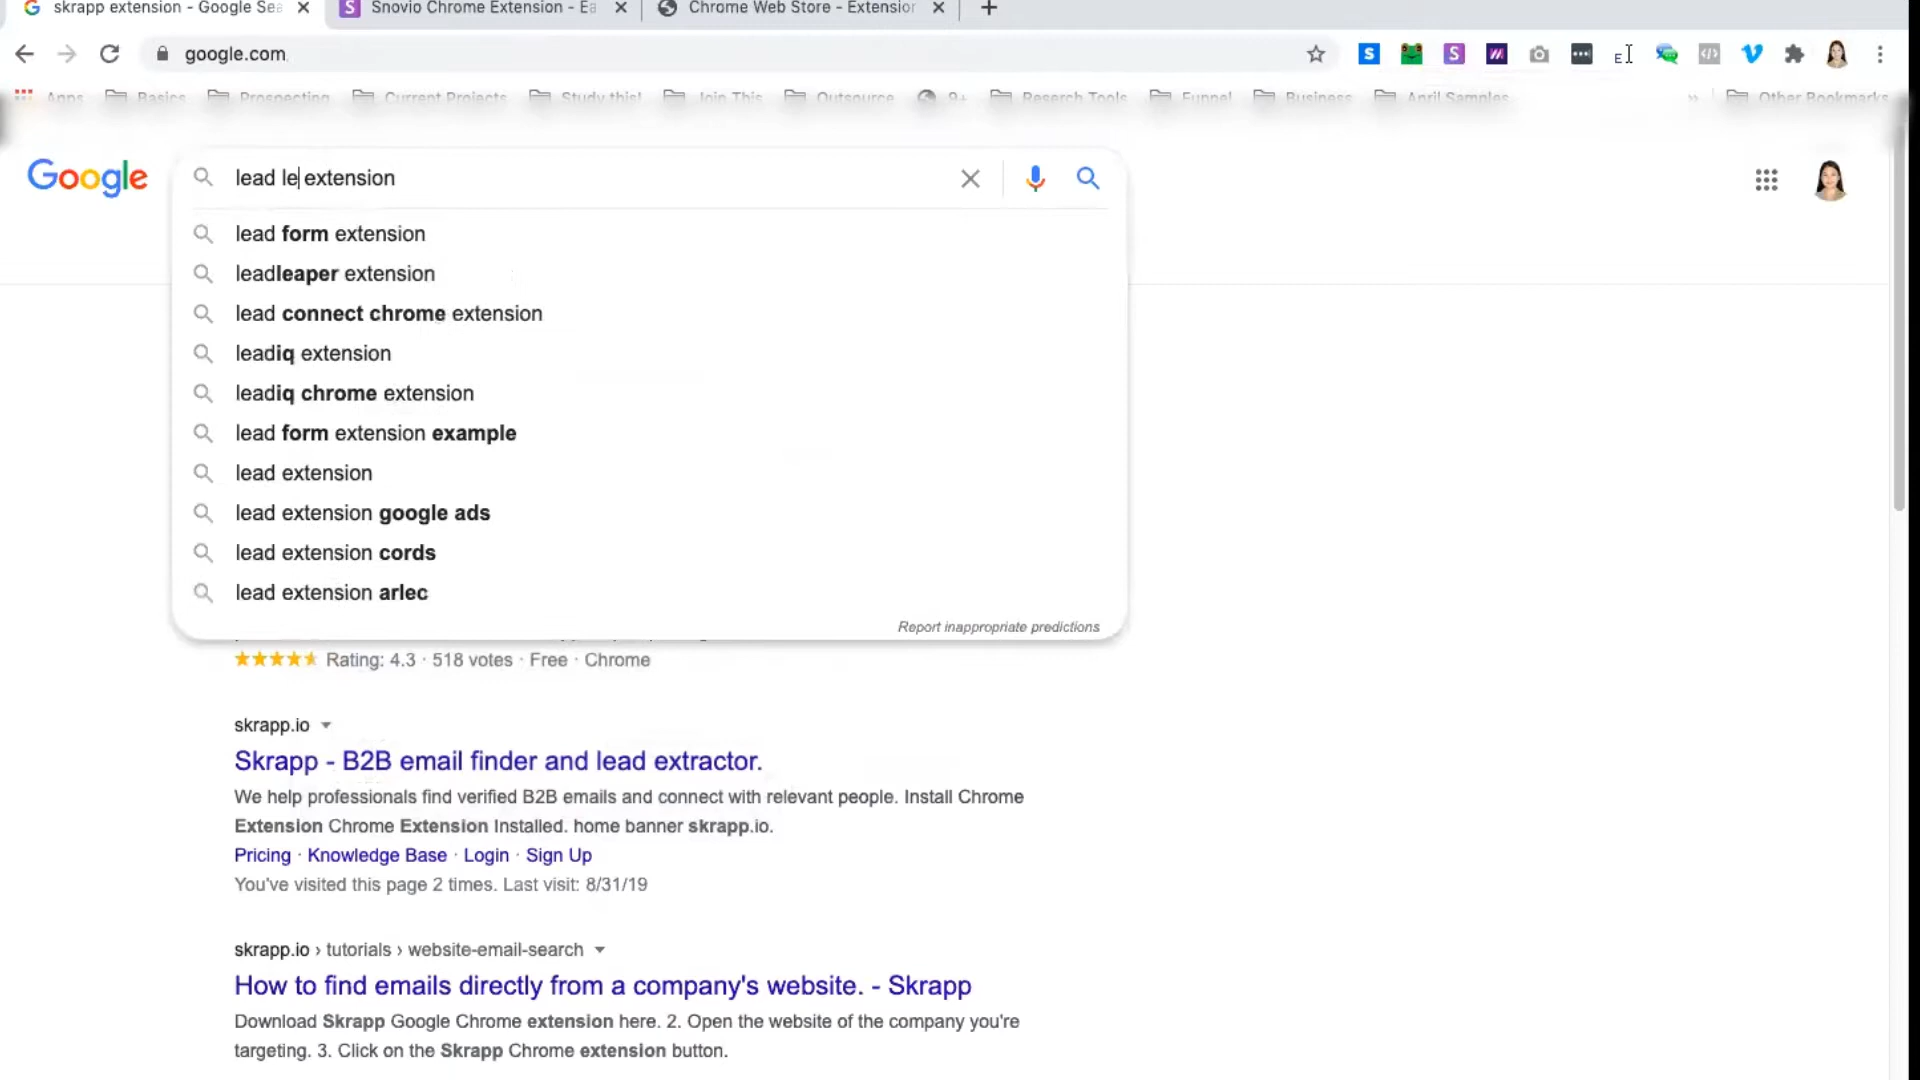 skrapp extension - Google Sea
Snovio Chrome Extension - Ea
Chrome Web Store - Extension
google.com
Apps Basics Prospecting Current Projects Study this! Join This Outsource 9+ Reserch Tools Funnel Business April Samples » Other Bookmarks
Google
lead le extension
lead form extension
leadleaper extension
lead connect chrome extension
leadiq extension
leadiq chrome extension
lead form extension example
lead extension
lead extension google ads
lead extension cords
lead extension arlec
Report inappropriate predictions
Rating: 4.3 · 518 votes · Free · Chrome
skrapp.io
Skrapp - B2B email finder and lead extractor.
We help professionals find verified B2B emails and connect with relevant people. Install Chrome
Extension Chrome Extension Installed. home banner skrapp.io.
Pricing · Knowledge Base · Login · Sign Up
You've visited this page 2 times. Last visit: 8/31/19
skrapp.io › tutorials › website-email-search
How to find emails directly from a company's website. - Skrapp
Download Skrapp Google Chrome extension here. 2. Open the website of the company you're
targeting. 3. Click on the Skrapp Chrome extension button.